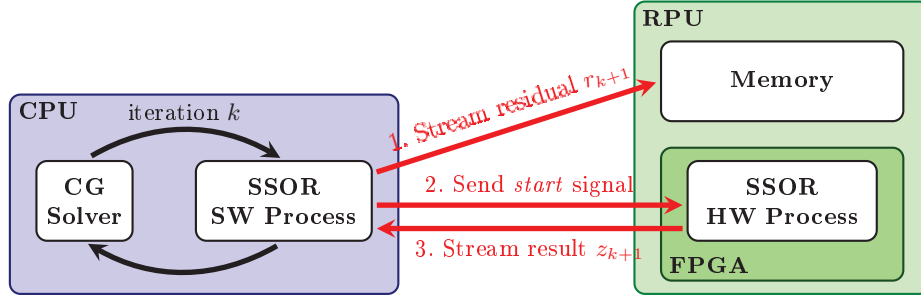 RPU
Memory
CPU
iteration k
1. Stream residual r_{k+1}
CG
Solver
SSOR
SW Process
2. Send start signal
SSOR
HW Process
3. Stream result z_{k+1}
FPGA